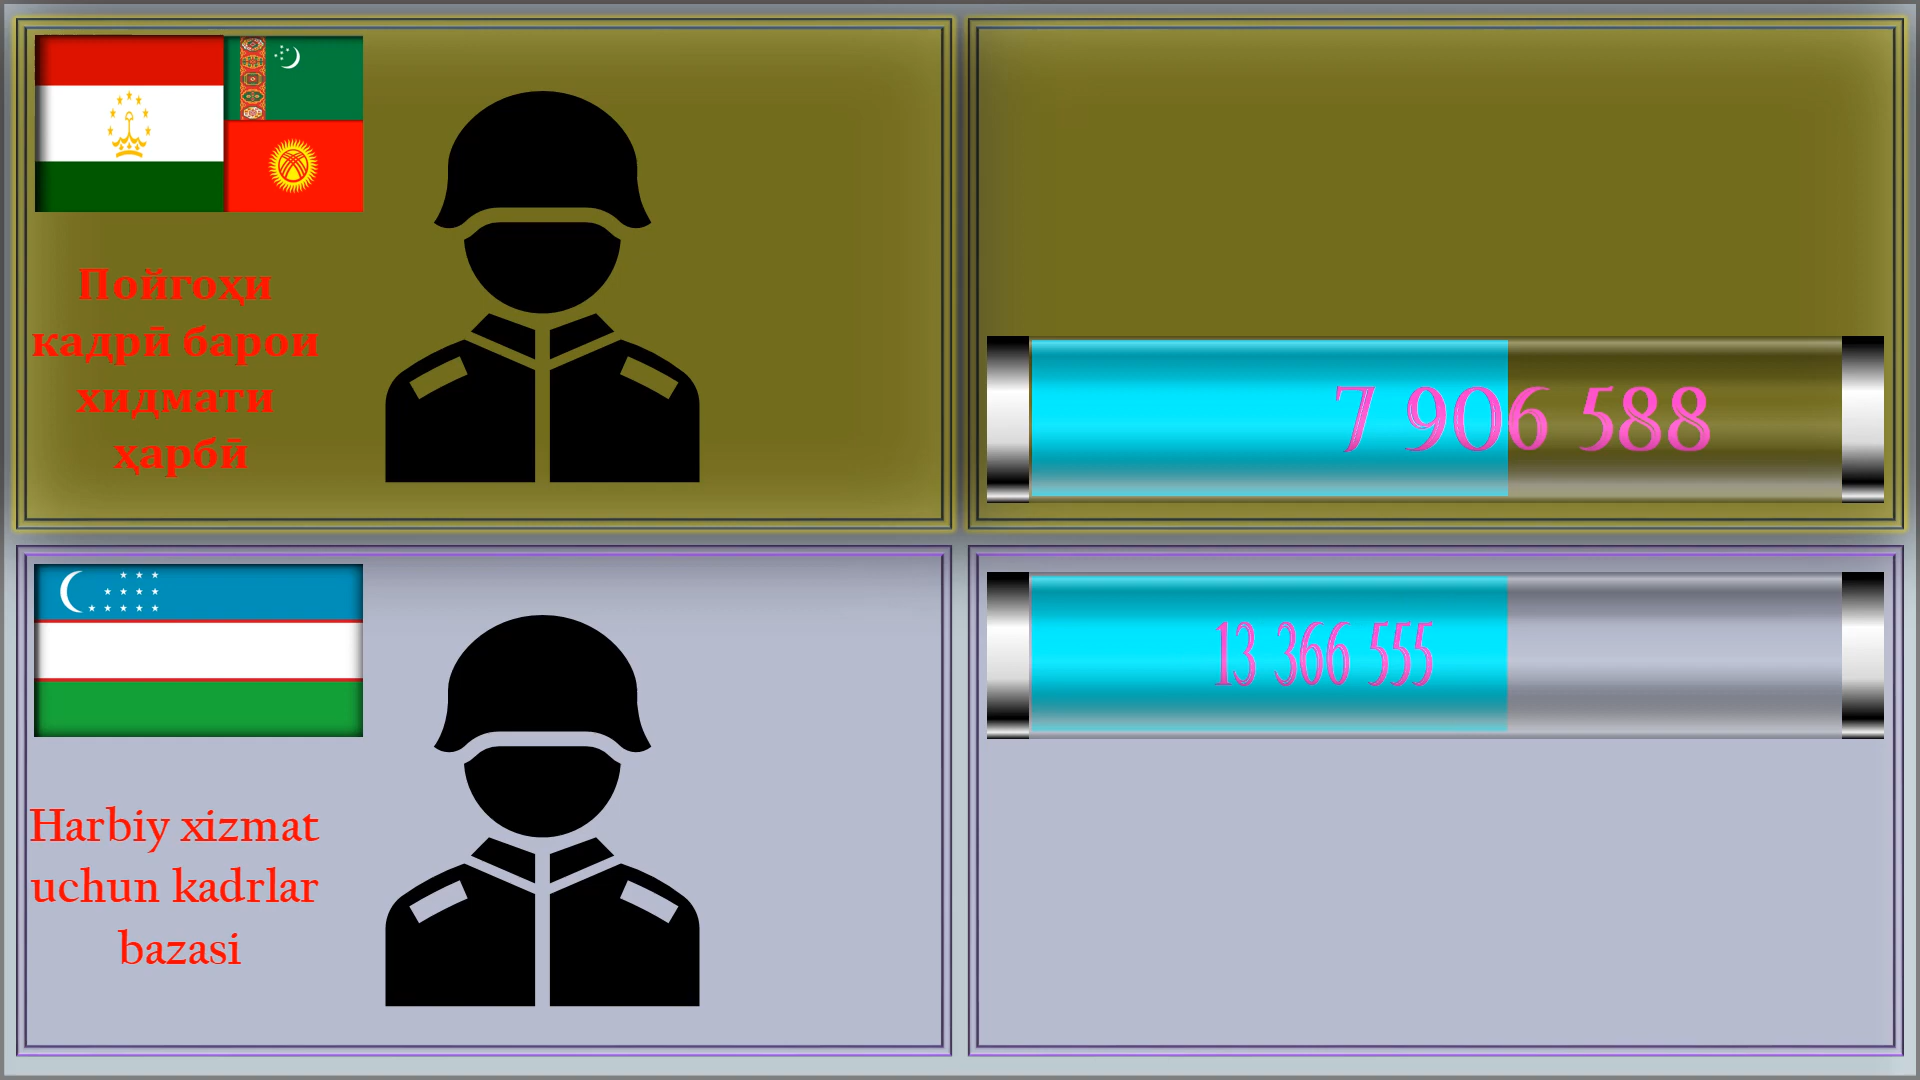 Пойгоҳи
кадрӣ барои
хидмати
ҳарбӣ
7 906 588
Harbiy xizmat
uchun kadrlar
bazasi
13 366 555